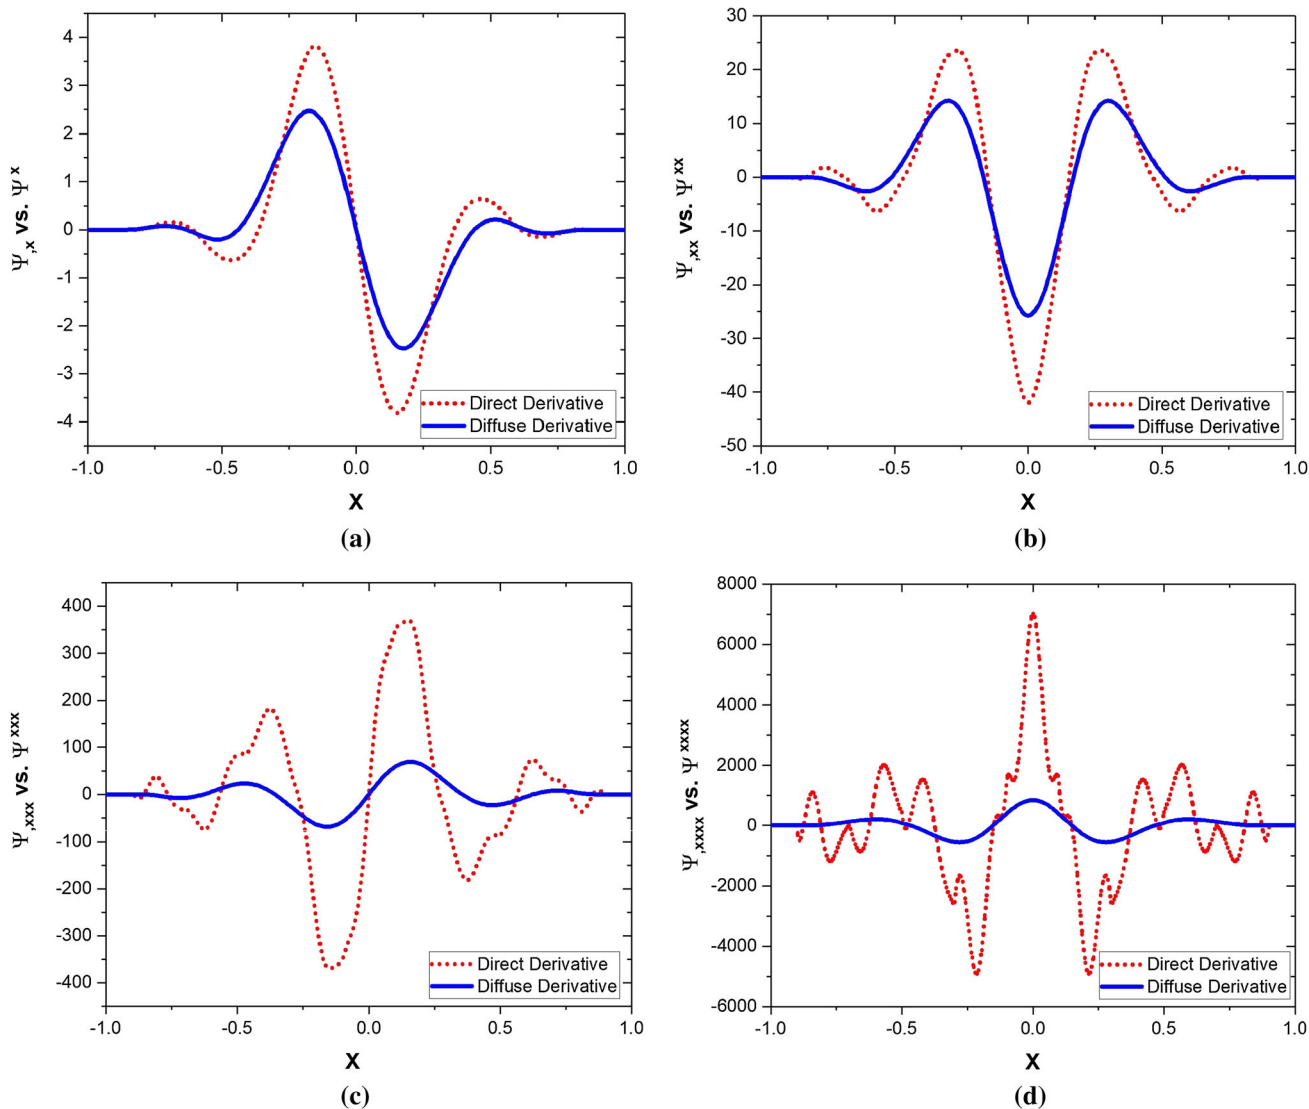 4
3
2
1
0
-1
-2
-3
-4
Ψ,x vs. Ψ^x
Direct Derivative
Diffuse Derivative
-1.0 -0.5 0.0 0.5 1.0
X
(a)
30
20
10
0
-10
-20
-30
-40
-50
Ψ,xx vs. Ψ^xx
Direct Derivative
Diffuse Derivative
-1.0 -0.5 0.0 0.5 1.0
X
(b)
400
300
200
100
0
-100
-200
-300
-400
Ψ,xxx vs. Ψ^xxx
Direct Derivative
Diffuse Derivative
-1.0 -0.5 0.0 0.5 1.0
X
(c)
8000
6000
4000
2000
0
-2000
-4000
-6000
Ψ,xxxx vs. Ψ^xxxx
Direct Derivative
Diffuse Derivative
-1.0 -0.5 0.0 0.5 1.0
X
(d)